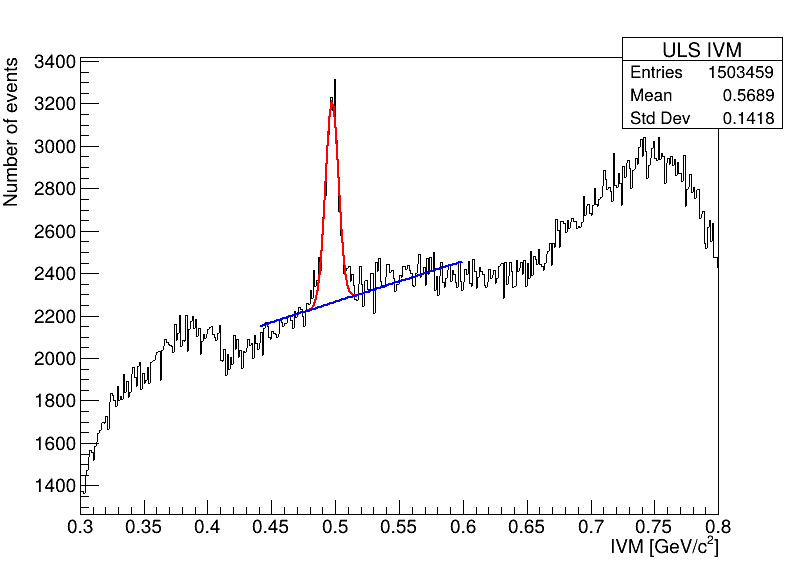 ULS IVM
Entries 1503459
Mean 0.5689
Std Dev 0.1418
Number of events
3400
3200
3000
2800
2600
2400
2200
2000
1800
1600
1400
0.3 0.35 0.4 0.45 0.5 0.55 0.6 0.65 0.7 0.75 0.8
IVM [GeV/c²]